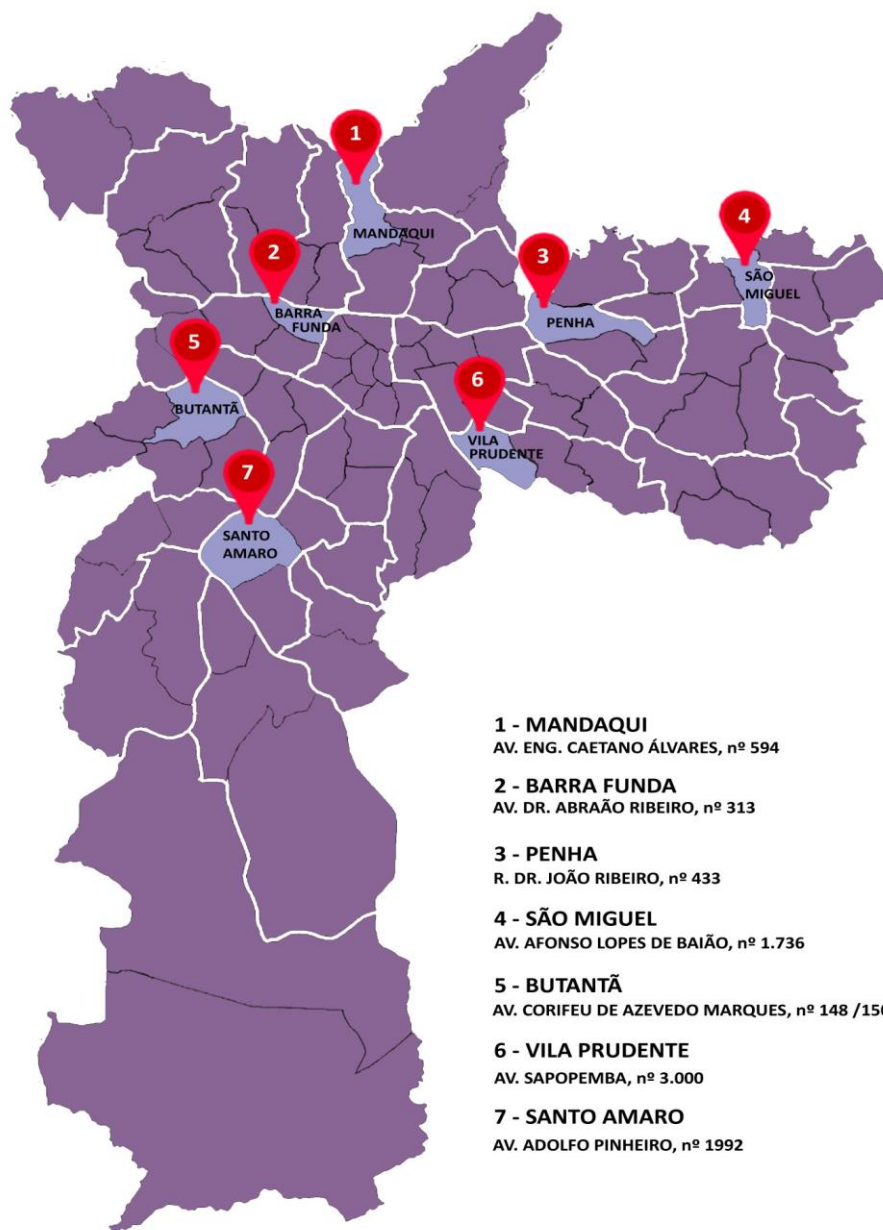 1
4
MANDAQUI
3
2
SÃO
MIGUEL
BARRA
FUNDA
PENHA
5
6
BUTANTÃ
VILA
PRUDENTE
7
SANTO
AMARO
1 - MANDAQUI
AV. ENG. CAETANO ÁLVARES, nº 594
2 - BARRA FUNDA
AV. DR. ABRAÃO RIBEIRO, nº 313
3 - PENHA
R. DR. JOÃO RIBEIRO, nº 433
4 - SÃO MIGUEL
AV. AFONSO LOPES DE BAIÃO, nº 1.736
5 - BUTANTÃ
AV. CORIFEU DE AZEVEDO MARQUES, nº 148
6 - VILA PRUDENTE
AV. SAPOPEMBA, nº 3.000
7 - SANTO AMARO
AV. ADOLFO PINHEIRO, nº 1992